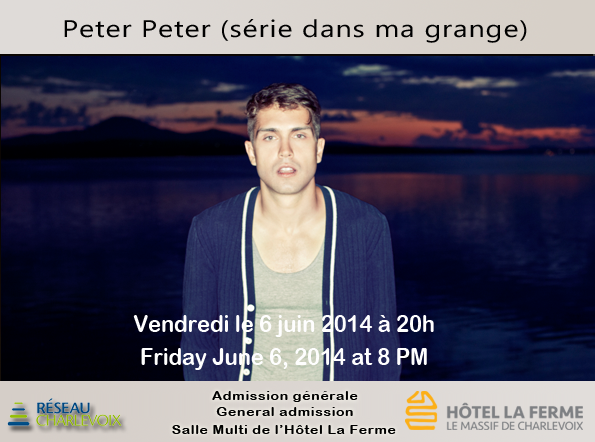 Peter Peter (série dans ma grange)
Vendredi le 6 juin 2014 à 20h
Friday June 6, 2014 at 8 PM
Admission générale
General admission
Salle Multi de l'Hôtel La Ferme
RÉSEAU
CHARLEVOIX
HÔTEL LA FERME
LE MASSIF DE CHARLEVOIX